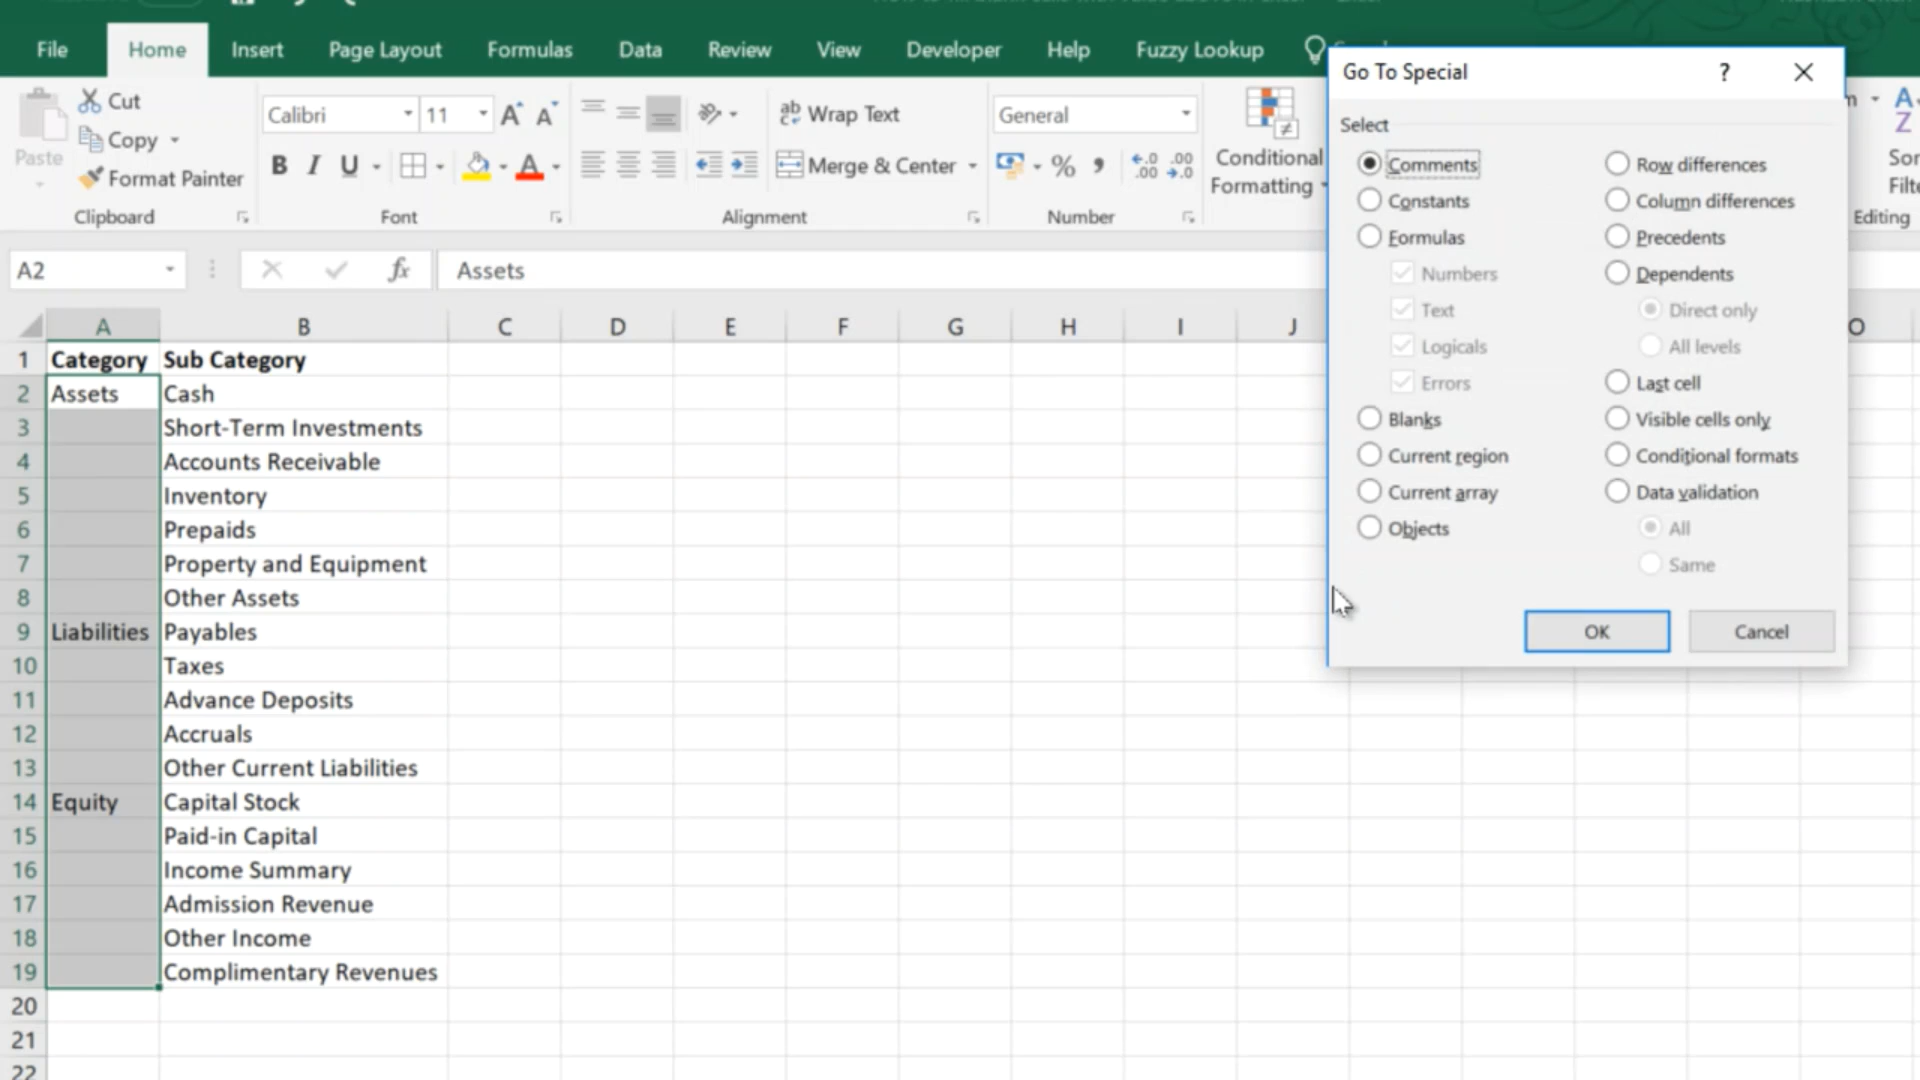 File Home Insert Page Layout Formulas Data Review View Developer Help Fuzzy Lookup
Cut
Copy
Paste
Format Painter
Clipboard
Calibri 11
B I U
Font
Wrap Text
Merge & Center
Alignment
General
% ,
Number
Conditional
Formatting
Editing
A2
fx
Assets
A B C D E F G H I J O
1 Category Sub Category
2 Assets Cash
3 Short-Term Investments
4 Accounts Receivable
5 Inventory
6 Prepaids
7 Property and Equipment
8 Other Assets
9 Liabilities Payables
10 Taxes
11 Advance Deposits
12 Accruals
13 Other Current Liabilities
14 Equity Capital Stock
15 Paid-in Capital
16 Income Summary
17 Admission Revenue
18 Other Income
19 Complimentary Revenues
20
21
22
Go To Special ?
Select
Comments
Constants
Formulas
Numbers
Text
Logicals
Errors
Blanks
Current region
Current array
Objects
Row differences
Column differences
Precedents
Dependents
Direct only
All levels
Last cell
Visible cells only
Conditional formats
Data validation
All
Same
OK Cancel